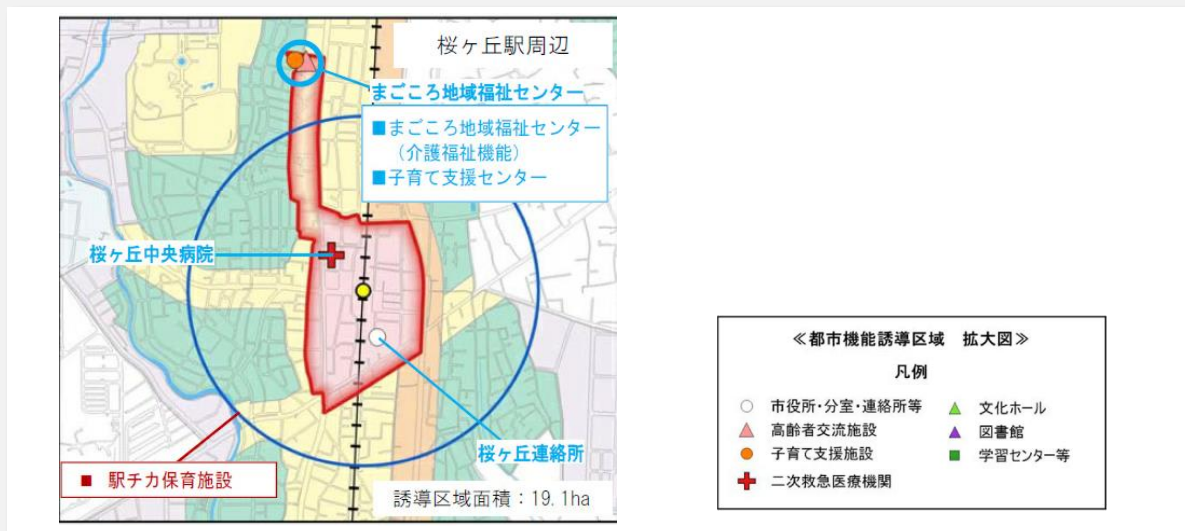 桜ヶ丘駅周辺
まごころ地域福祉センター
■まごころ地域福祉センター
（介護福祉機能）
■子育て支援センター
桜ヶ丘中央病院
桜ヶ丘連絡所
■ 駅チカ保育施設
誘導区域面積：19.1ha
≪都市機能誘導区域　拡大図≫
凡例
市役所・分室・連絡所等
文化ホール
高齢者交流施設
図書館
子育て支援施設
学習センター等
二次救急医療機関